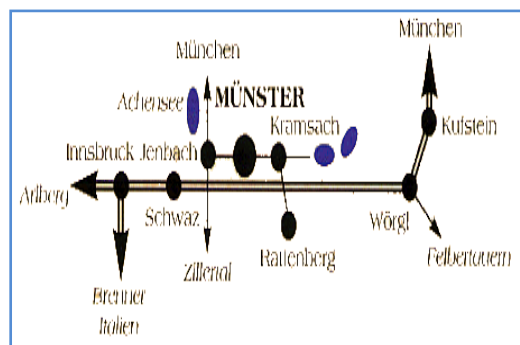 München
München
Achensee
MÜNSTER
Kramsach
Kufstein
Innsbruck Jenbach
Arlberg
Schwaz
Wörgl
Zillertal
Rattenberg
Felbertauern
Brenner
Italien